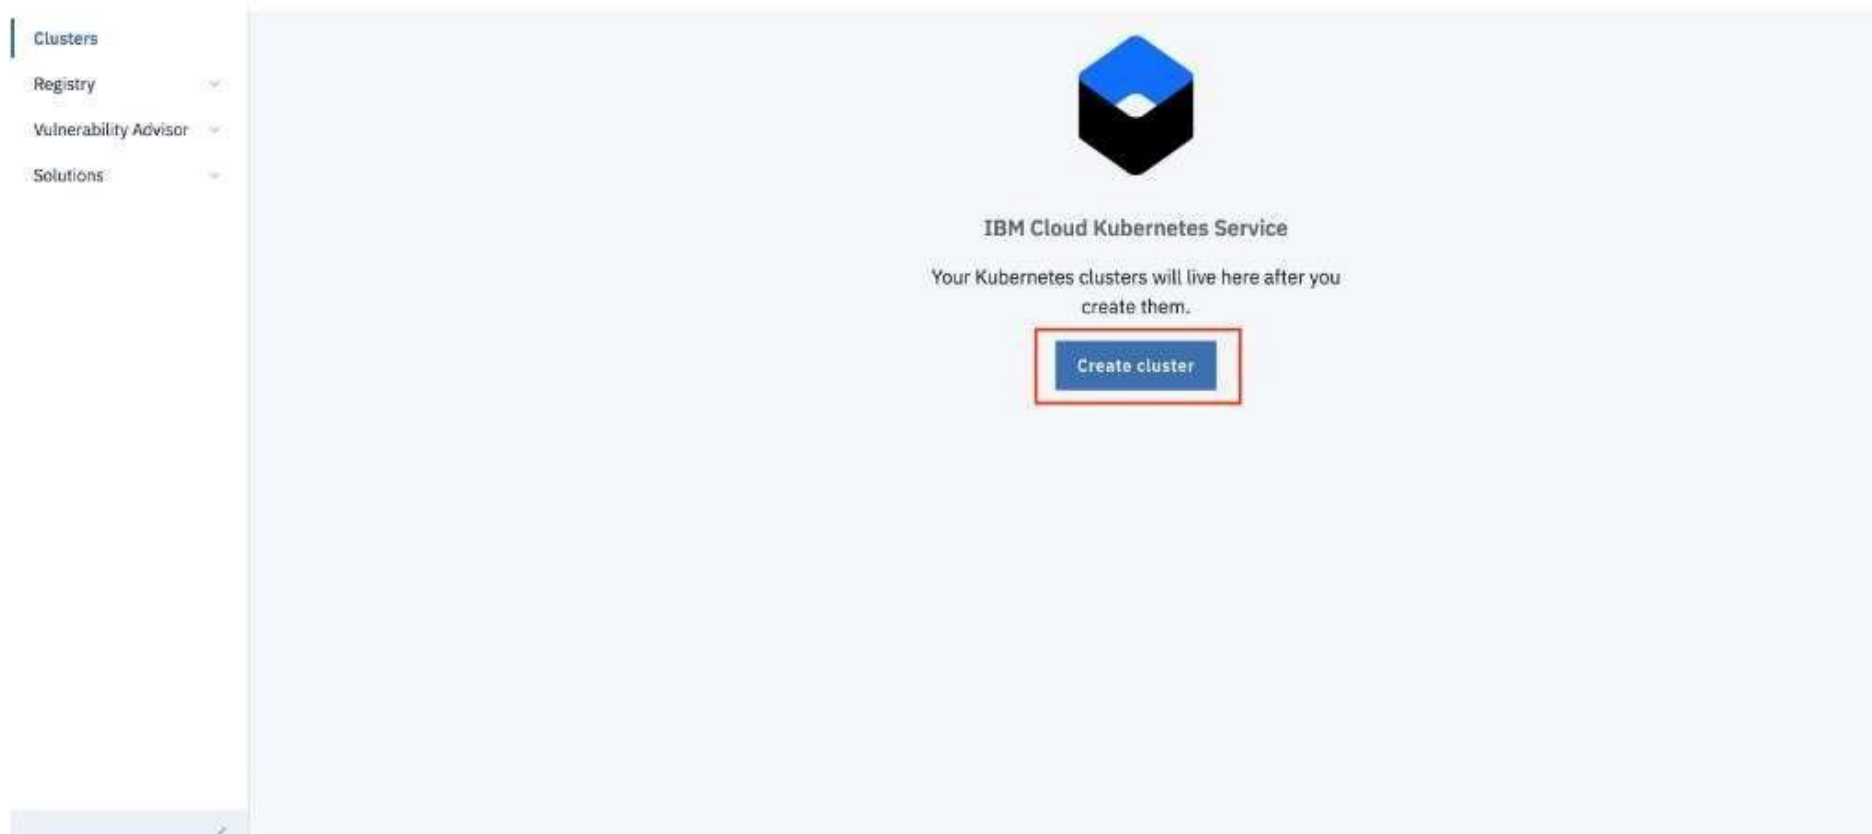 Clusters
Registry
Vulnerability Advisor
Solutions
IBM Cloud Kubernetes Service
Your Kubernetes clusters will live here after you
create them.
Create cluster